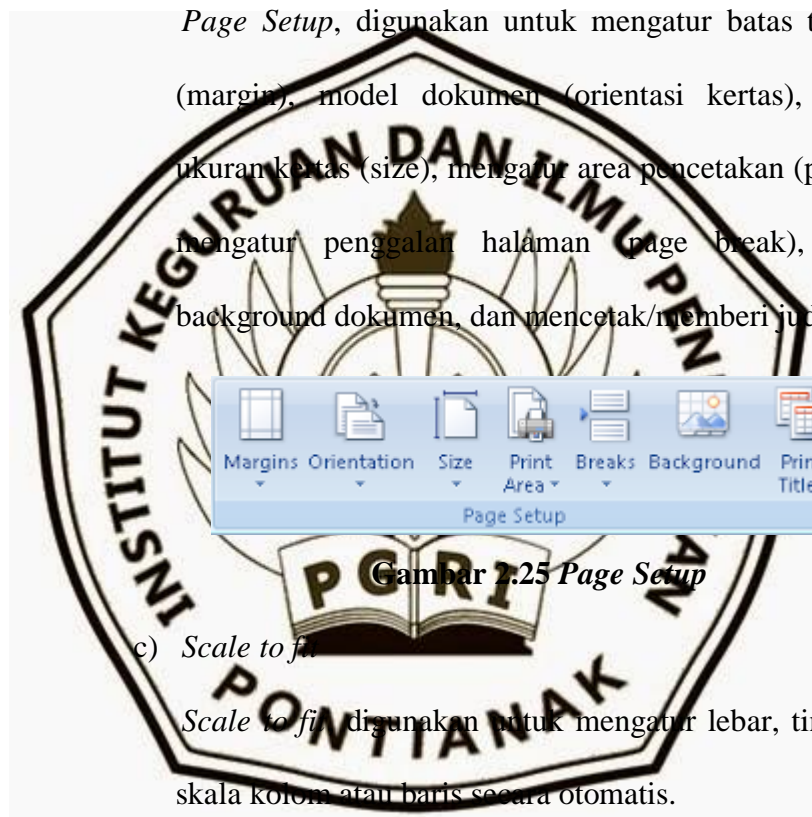 Page Setup, digunakan untuk mengatur batas
(margin), model dokumen (orientasi kertas),
ukuran kertas (size), mengatur area pencetakan
mengatur penggalan halaman (page break),
background dokumen, dan mencetak/memberi
Margins Orientation Size Print Area Breaks Background
Page Setup
Gambar 2.25 Page Setup
c) Scale to fit
Scale to fit digunakan untuk mengatur lebar,
skala kolom atau baris secara otomatis.
INSTITUT KEGURUAN DAN ILMU
PGRI
PONTIANAK